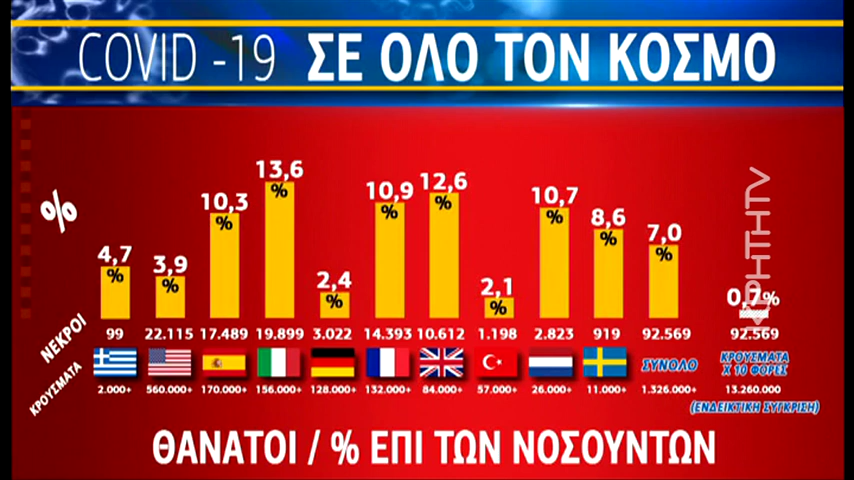 COVID -19 ΣΕ ΟΛΟ ΤΟΝ ΚΟΣΜΟ
% 4,7 % 3,9 % 10,3 % 13,6 % 2,4 % 10,9 % 12,6 % 2,1 % 10,7 % 8,6 % 7,0 % 0,7%
ΝΕΚΡΟΙ 99 22.115 17.489 19.899 3.022 14.393 10.612 1.198 2.823 919 92.569 92.569
ΣΥΝΟΛΟ ΚΡΟΥΣΜΑΤΑ
Χ 10 ΦΟΡΕΣ
ΚΡΟΥΣΜΑΤΑ 2.000+ 560.000+ 170.000+ 156.000+ 128.000+ 132.000+ 84.000+ 57.000+ 26.000+ 11.000+ 1.326.000+ 13.260.000
(ΕΝΔΕΙΚΤΙΚΗ ΣΥΓΚΡΙΣΗ)
ΘΑΝΑΤΟΙ / % ΕΠΙ ΤΩΝ ΝΟΣΟΥΝΤΩΝ
ΚΡΗΤΗTV